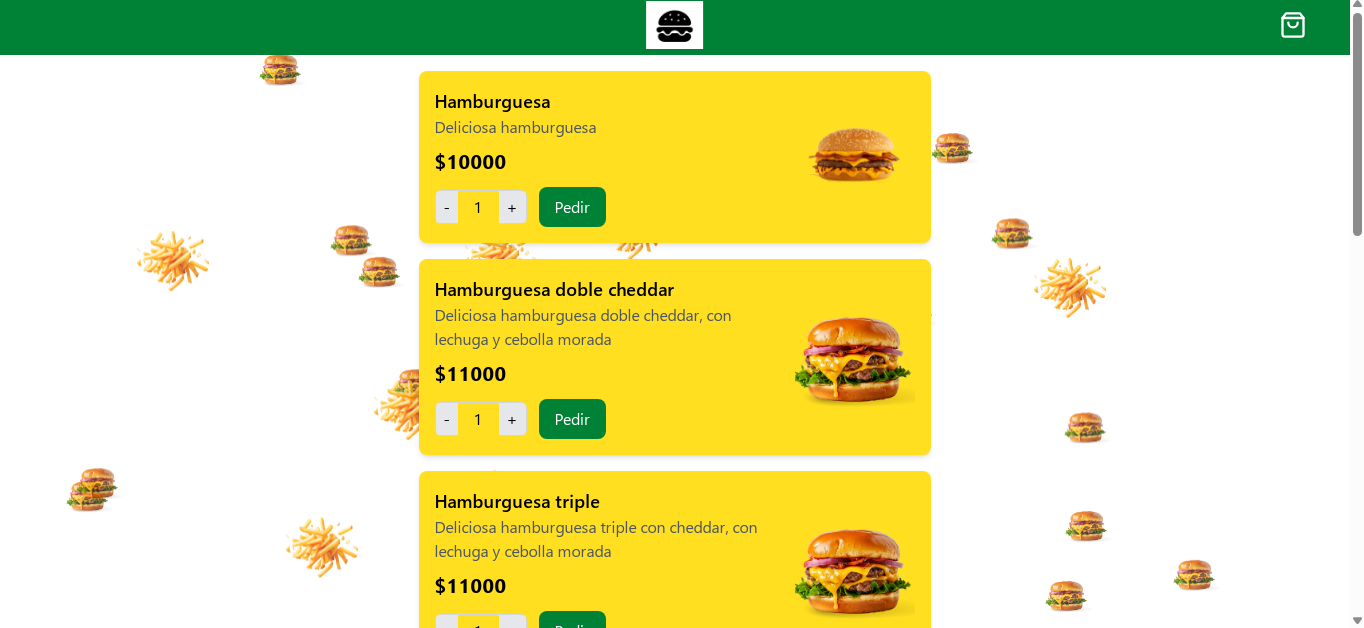 Hamburguesa
Deliciosa hamburguesa
$10000
- 1 + Pedir
Hamburguesa doble cheddar
Deliciosa hamburguesa doble cheddar, con
lechuga y cebolla morada
$11000
- 1 + Pedir
Hamburguesa triple
Deliciosa hamburguesa triple con cheddar, con
lechuga y cebolla morada
$11000